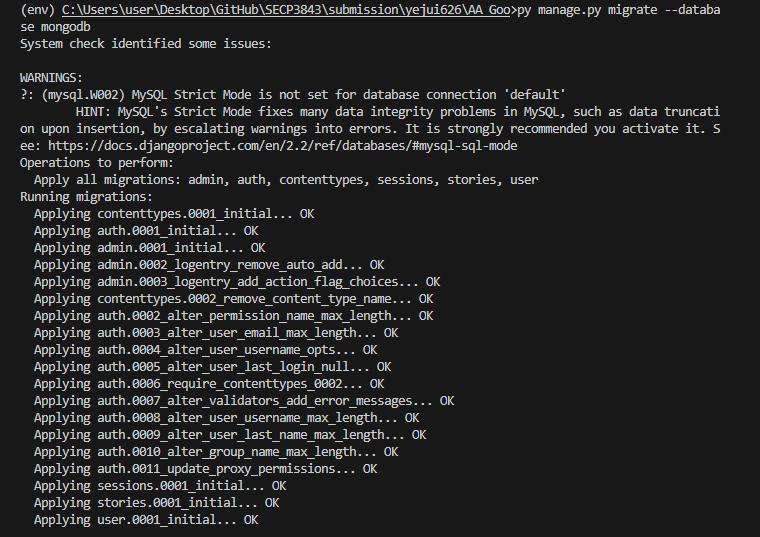 (env) C:\Users\user\Desktop\GitHub\SECP3843\submission\yejui626\AA Goo>py manage.py migrate --databa
se mongodb
System check identified some issues:
WARNINGS:
?: (mysql.W002) MySQL Strict Mode is not set for database connection 'default'
        HINT: MySQL's Strict Mode fixes many data integrity problems in MySQL, such as data truncati
on upon insertion, by escalating warnings into errors. It is strongly recommended you activate it. S
ee: https://docs.djangoproject.com/en/2.2/ref/databases/#mysql-sql-mode
Operations to perform:
  Apply all migrations: admin, auth, contenttypes, sessions, stories, user
Running migrations:
  Applying contenttypes.0001_initial... OK
  Applying auth.0001_initial... OK
  Applying admin.0001_initial... OK
  Applying admin.0002_logentry_remove_auto_add... OK
  Applying admin.0003_logentry_add_action_flag_choices... OK
  Applying contenttypes.0002_remove_content_type_name... OK
  Applying auth.0002_alter_permission_name_max_length... OK
  Applying auth.0003_alter_user_email_max_length... OK
  Applying auth.0004_alter_user_username_opts... OK
  Applying auth.0005_alter_user_last_login_null... OK
  Applying auth.0006_require_contenttypes_0002... OK
  Applying auth.0007_alter_validators_add_error_messages... OK
  Applying auth.0008_alter_user_username_max_length... OK
  Applying auth.0009_alter_user_last_name_max_length... OK
  Applying auth.0010_alter_group_name_max_length... OK
  Applying auth.0011_update_proxy_permissions... OK
  Applying sessions.0001_initial... OK
  Applying stories.0001_initial... OK
  Applying user.0001_initial... OK